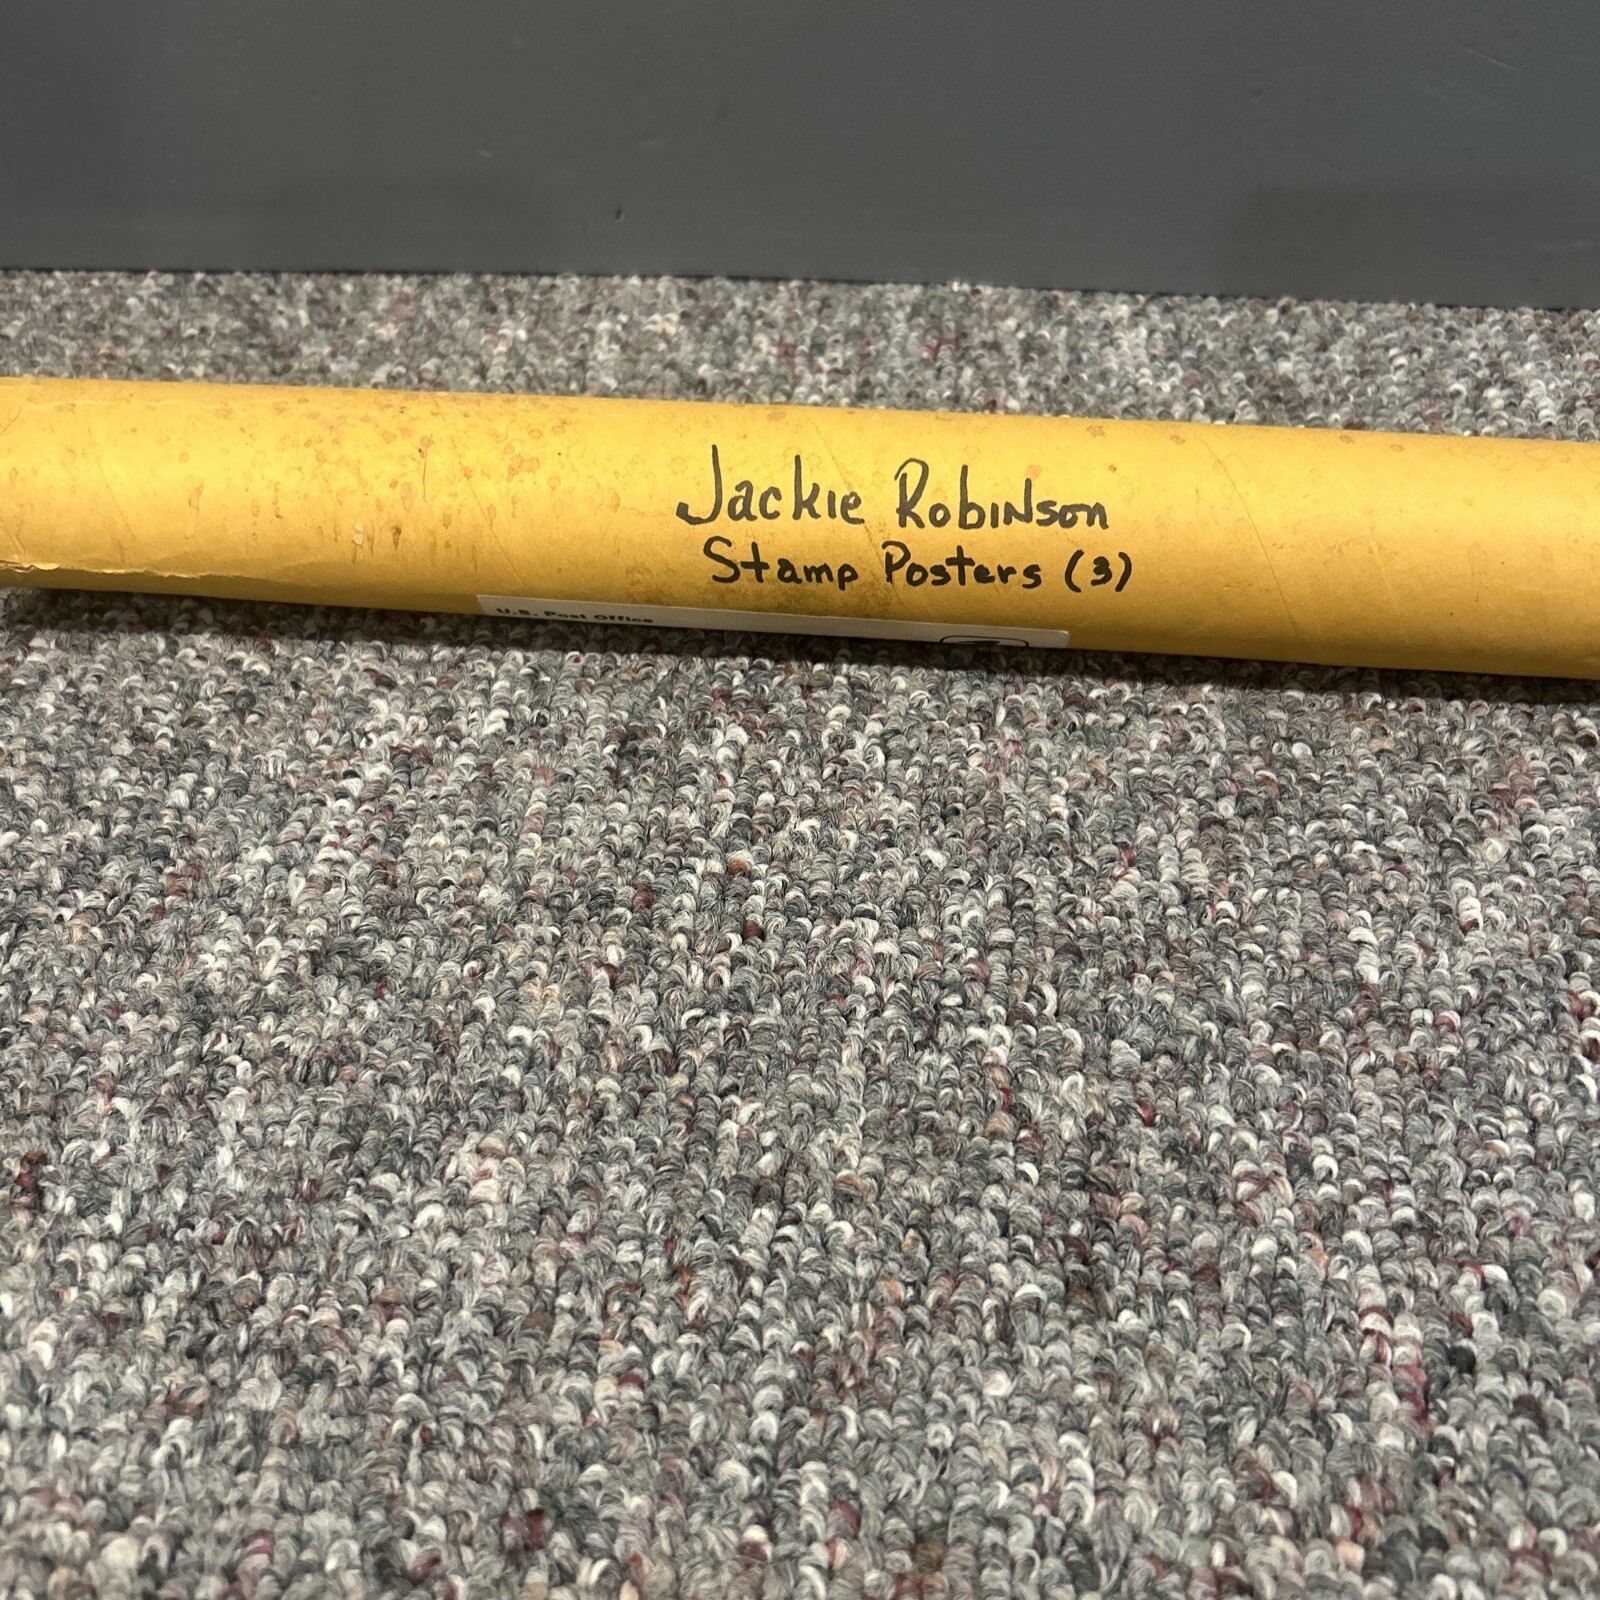 Jackie Robinson
Stamp Posters (3)
U.S. Post Office